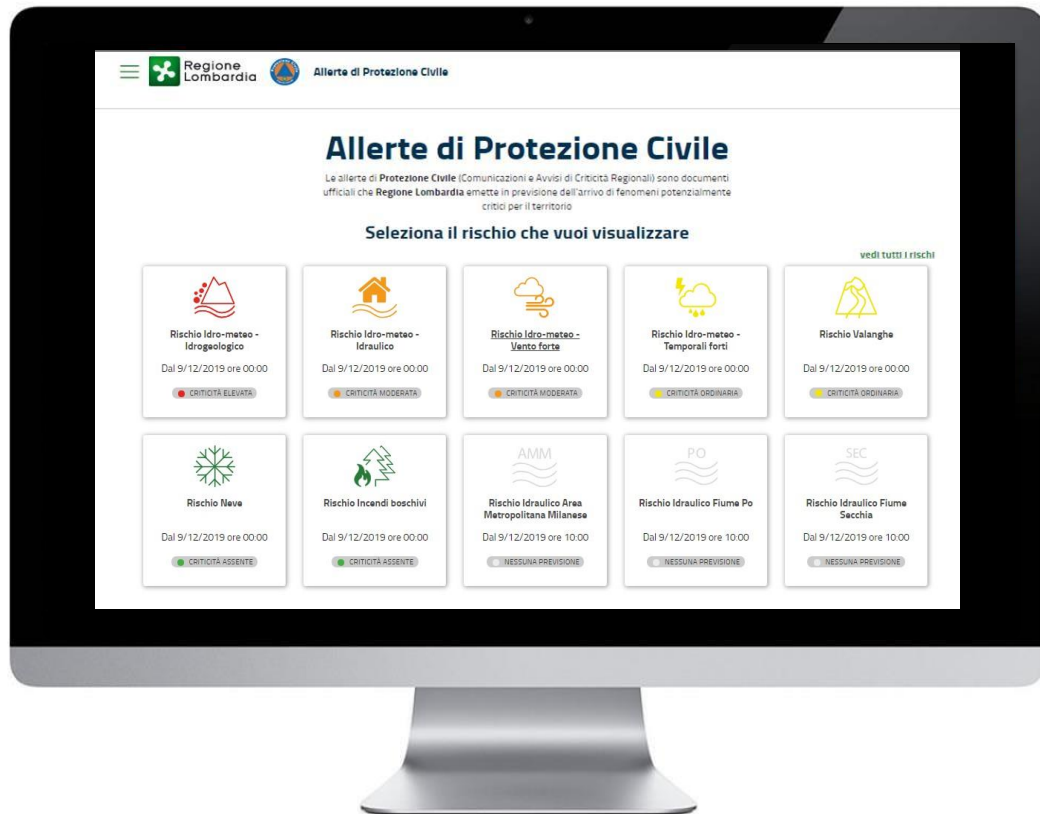 Regione
Lombardia
Allerte di Protezione Civile
Allerte di Protezione Civile
Le allerte di Protezione Civile (Comunicazioni e Avvisi di Criticità Regionali) sono documenti
ufficiali che Regione Lombardia emette in previsione dell'arrivo di fenomeni potenzialmente
critici per il territorio
Seleziona il rischio che vuoi visualizzare
vedi tutti i rischi
Rischio Idro-meteo -
Idrogeologico
Dal 9/12/2019 ore 00:00
CRITICITÀ ELEVATA
Rischio Idro-meteo -
Idraulico
Dal 9/12/2019 ore 00:00
CRITICITÀ MODERATA
Rischio Idro-meteo -
Vento forte
Dal 9/12/2019 ore 00:00
CRITICITÀ MODERATA
Rischio Idro-meteo -
Temporali forti
Dal 9/12/2019 ore 00:00
CRITICITÀ ORDINARIA
Rischio Valanghe
Dal 9/12/2019 ore 00:00
CRITICITÀ ORDINARIA
Rischio Neve
Dal 9/12/2019 ore 00:00
CRITICITÀ ASSENTE
Rischio Incendi boschivi
Dal 9/12/2019 ore 00:00
CRITICITÀ ASSENTE
AMM
Rischio Idraulico Area
Metropolitana Milanese
Dal 9/12/2019 ore 10:00
NESSUNA PREVISIONE
PO
Rischio Idraulico Fiume Po
Dal 9/12/2019 ore 10:00
NESSUNA PREVISIONE
SEC
Rischio Idraulico Fiume
Secchia
Dal 9/12/2019 ore 10:00
NESSUNA PREVISIONE